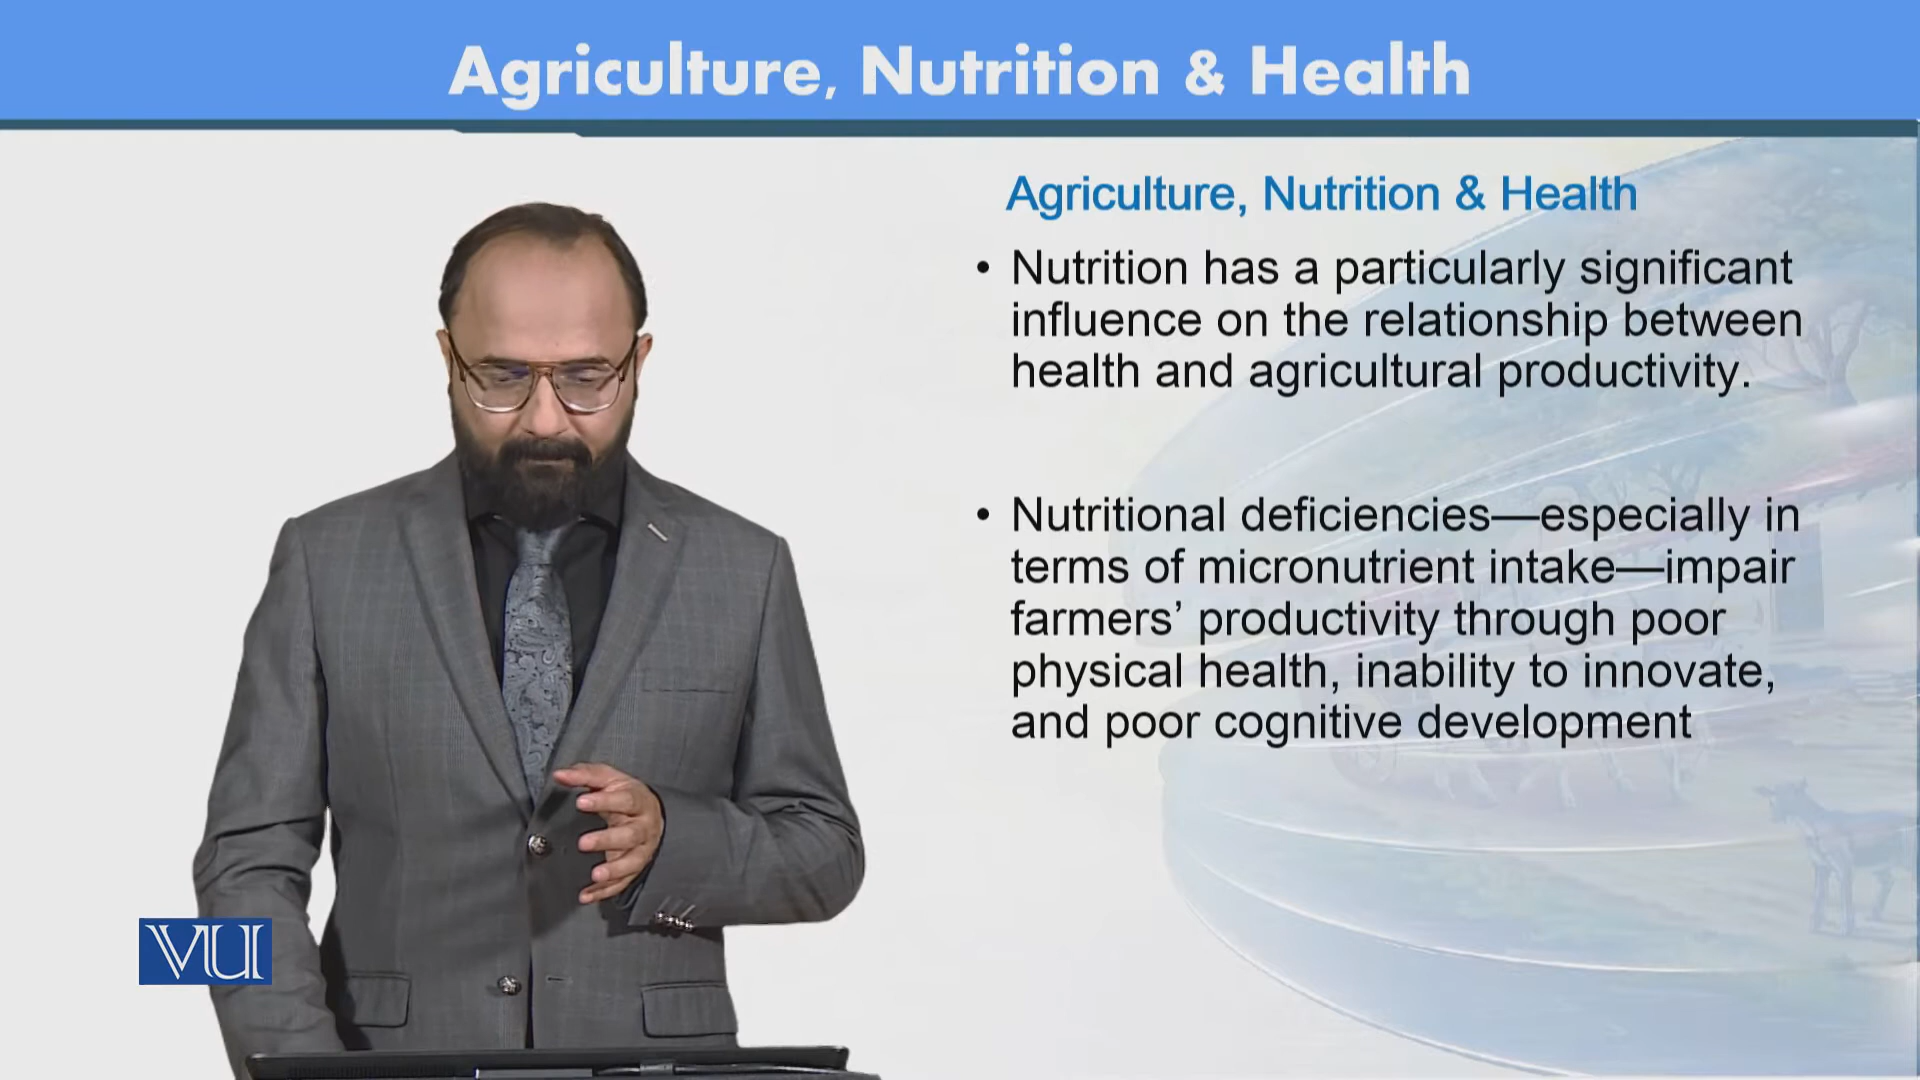 Agriculture, Nutrition & Health
Agriculture, Nutrition & Health
• Nutrition has a particularly significant
influence on the relationship between
health and agricultural productivity.
• Nutritional deficiencies—especially in
terms of micronutrient intake—impair
farmers’ productivity through poor
physical health, inability to innovate,
and poor cognitive development
VU